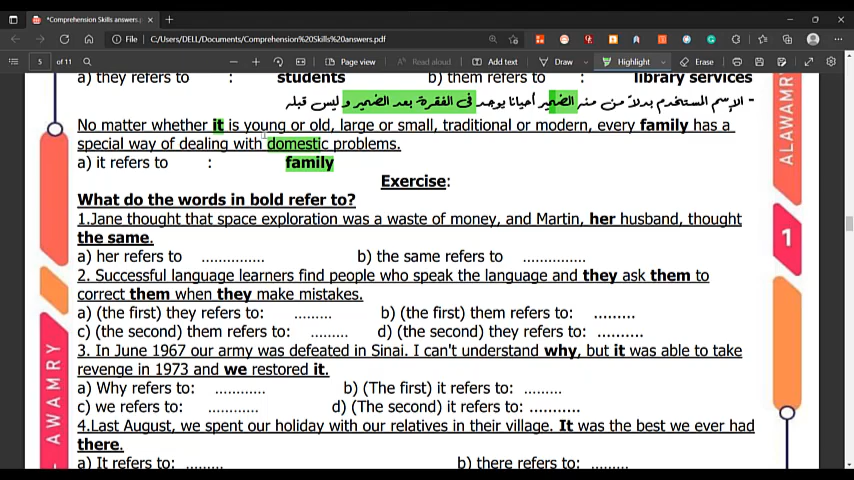 *Comprehension Skills answers.p
File C:/Users/DELL/Documents/Comprehension%20Skills%20answers.pdf
5 of 11 Page view Read aloud Add text Draw Highlight Erase
a) they refers to : students b) them refers to : library services
- الإسم المستخدم بدلاً من منه الضمير أحيانا يوجد في الفقرة بعد الضمير وليس قبله
No matter whether it is young or old, large or small, traditional or modern, every family has a
special way of dealing with domestic problems.
a) it refers to : family
Exercise:
What do the words in bold refer to?
1.Jane thought that space exploration was a waste of money, and Martin, her husband, thought
the same.
a) her refers to ............... b) the same refers to ...............
2. Successful language learners find people who speak the language and they ask them to
correct them when they make mistakes.
a) (the first) they refers to: ......... b) (the first) them refers to: .........
c) (the second) them refers to: ......... d) (the second) they refers to: ..........
3. In June 1967 our army was defeated in Sinai. I can't understand why, but it was able to take
revenge in 1973 and we restored it.
a) Why refers to: ............ b) (The first) it refers to: .........
c) we refers to: ............ d) (The second) it refers to: ...........
4.Last August, we spent our holiday with our relatives in their village. It was the best we ever had
there.
a) It refers to: ......... b) there refers to: .........
ALAWAMR
1
AWAMRY